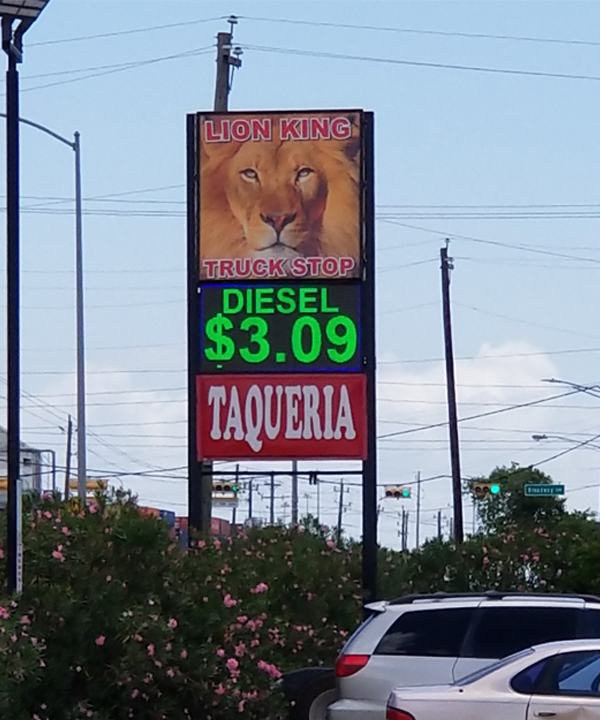 LION KING
TRUCK STOP
DIESEL
$3.09
TAQUERIA